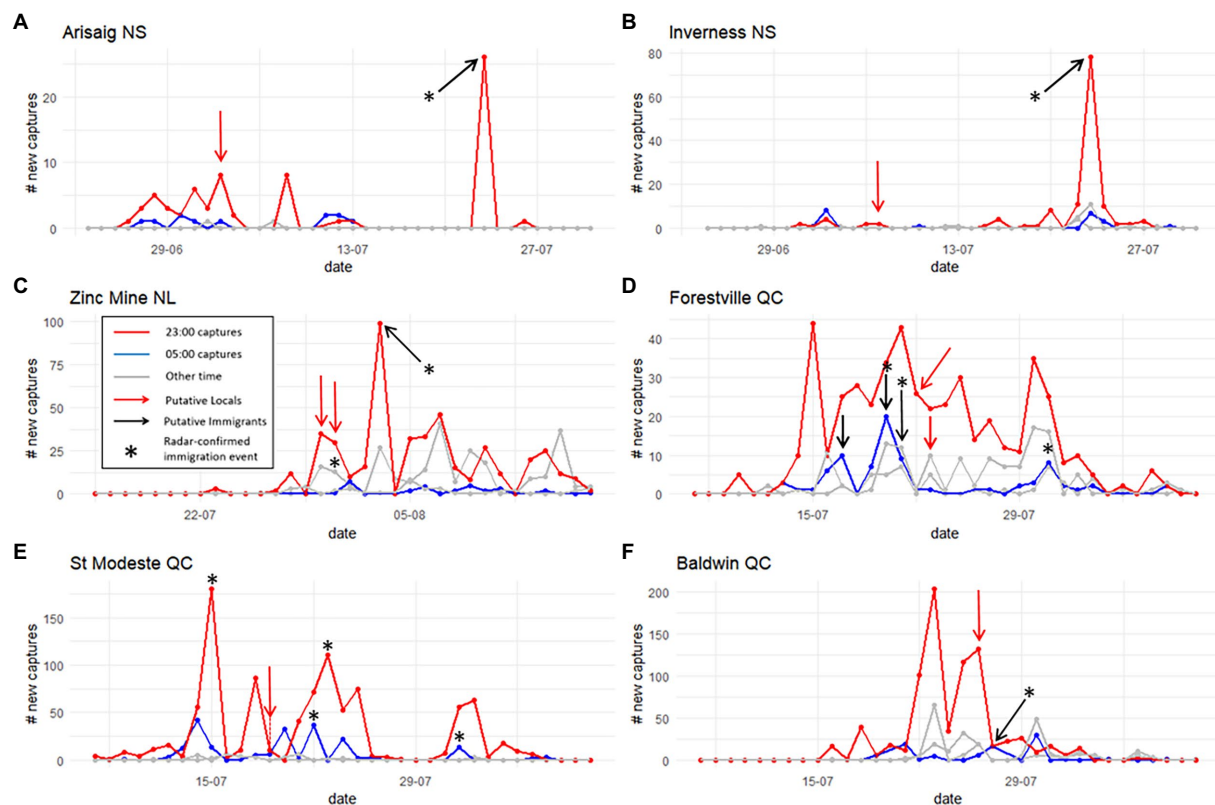 A
Arisaig NS
# new captures
20
10
0
*
29-06
13-07
27-07
date
B
Inverness NS
# new captures
80
60
40
20
0
*
29-06
13-07
27-07
date
C
Zinc Mine NL
# new captures
100
75
50
25
0
23:00 captures
05:00 captures
Other time
Putative Locals
Putative Immigrants
* Radar-confirmed
immigration event
*
*
22-07
05-08
date
D
Forestville QC
# new captures
40
30
20
10
0
*
*
*
15-07
29-07
date
E
St Modeste QC
# new captures
150
100
50
0
*
*
*
*
15-07
29-07
date
F
Baldwin QC
# new captures
200
150
100
50
0
*
15-07
29-07
date